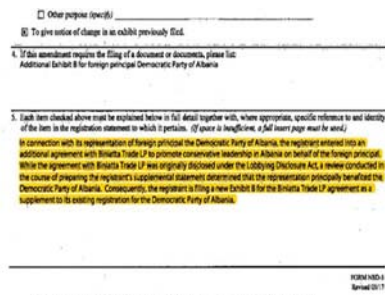 ☐ Other purpose (specify)
☒ To give notice of change in an exhibit previously filed.
4. If this amendment requires the filing of a document or documents, please list:
Additional Exhibit B for foreign principal Democratic Party of Albania
5. Each item checked above must be explained below in full detail together with, where appropriate, specific reference to and identity
of the item in the registration statement to which it pertains. (If space is insufficient, a full insert page must be used.)
In connection with its representation of foreign principal the Democratic Party of Albania, the registrant entered into an
additional agreement with Biniatta Trade LP to promote conservative leadership in Albania on behalf of the foreign principal.
While the agreement with Biniatta Trade LP was originally disclosed under the Lobbying Disclosure Act, a review conducted in
the course of preparing the registrant's supplemental statement determined that the representation principally benefited the
Democratic Party of Albania. Consequently, the registrant is filing a new Exhibit B for the Biniatta Trade LP agreement as a
supplement to its existing registration for the Democratic Party of Albania.
FORM NSD-5
Revised 03/17